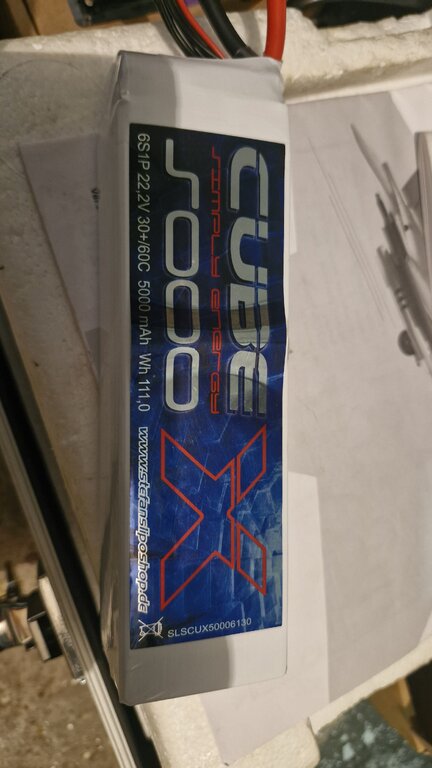 CUBE X
SIMPLY ENERGY
5000
6S1P 22,2V 30+/60C 5000 mAh Wh 111,0 www.stefansliposhop.de
SLSCUX50006130